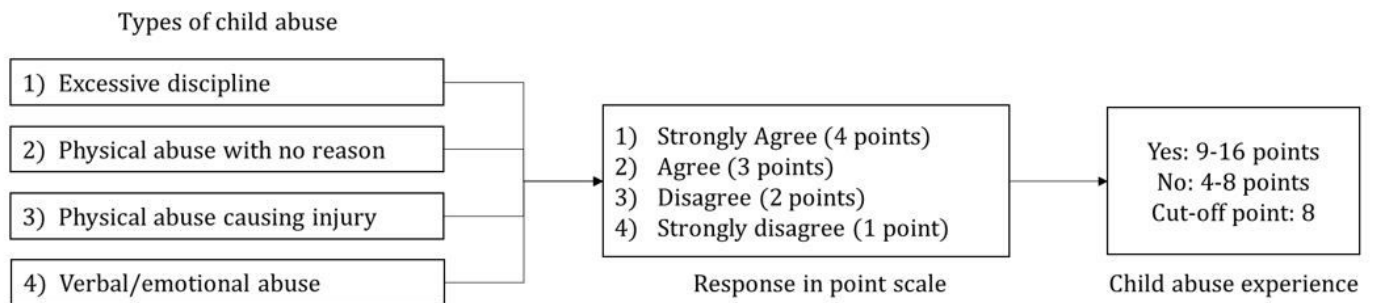 Types of child abuse
1) Excessive discipline
2) Physical abuse with no reason
3) Physical abuse causing injury
4) Verbal/emotional abuse
1) Strongly Agree (4 points)
2) Agree (3 points)
3) Disagree (2 points)
4) Strongly disagree (1 point)
Response in point scale
Yes: 9-16 points
No: 4-8 points
Cut-off point: 8
Child abuse experience